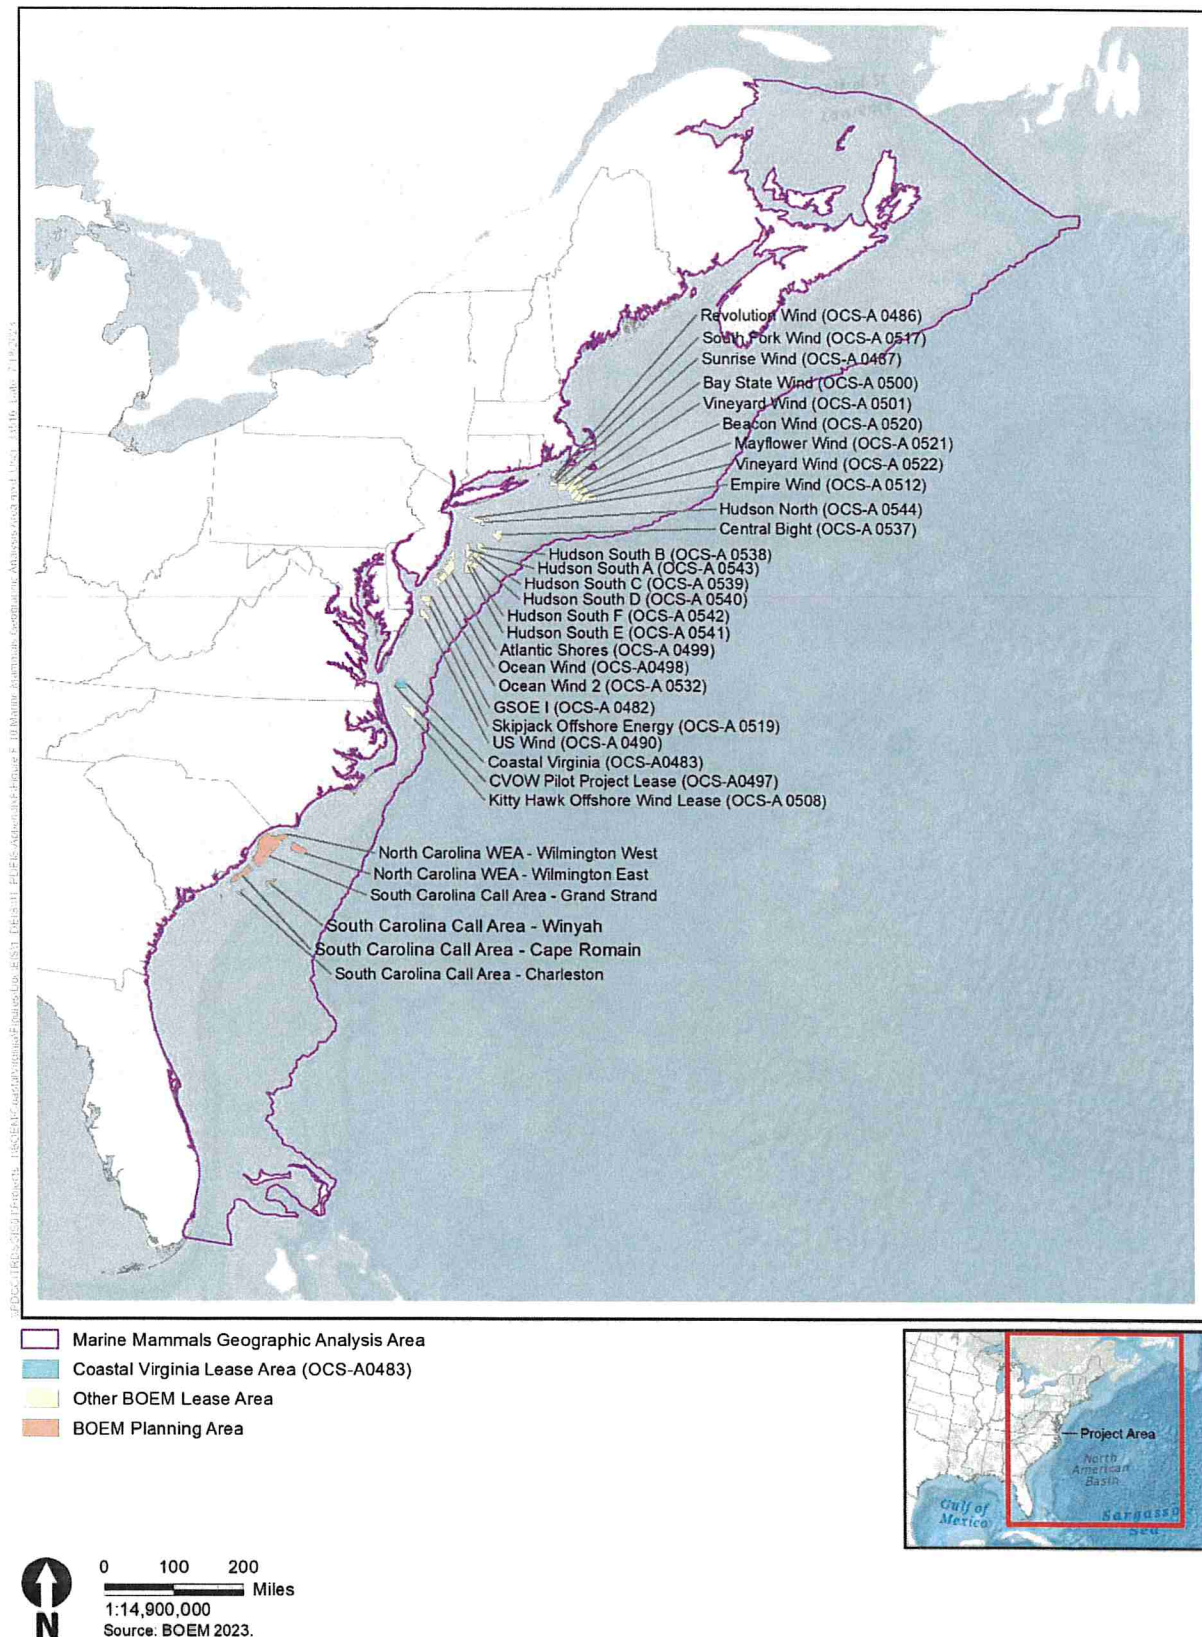 Revolution Wind (OCS-A 0486)
South Fork Wind (OCS-A 0517)
Sunrise Wind (OCS-A 0487)
Bay State Wind (OCS-A 0500)
Vineyard Wind (OCS-A 0501)
Beacon Wind (OCS-A 0520)
Mayflower Wind (OCS-A 0521)
Vineyard Wind (OCS-A 0522)
Empire Wind (OCS-A 0512)
Hudson North (OCS-A 0544)
Central Bight (OCS-A 0537)
Hudson South B (OCS-A 0538)
Hudson South A (OCS-A 0543)
Hudson South C (OCS-A 0539)
Hudson South D (OCS-A 0540)
Hudson South F (OCS-A 0542)
Hudson South E (OCS-A 0541)
Atlantic Shores (OCS-A 0499)
Ocean Wind (OCS-A0498)
Ocean Wind 2 (OCS-A 0532)
GSOE I (OCS-A 0482)
Skipjack Offshore Energy (OCS-A 0519)
US Wind (OCS-A 0490)
Coastal Virginia (OCS-A0483)
CVOW Pilot Project Lease (OCS-A0497)
Kitty Hawk Offshore Wind Lease (OCS-A 0508)
North Carolina WEA - Wilmington West
North Carolina WEA - Wilmington East
South Carolina Call Area - Grand Strand
South Carolina Call Area - Winyah
South Carolina Call Area - Cape Romain
South Carolina Call Area - Charleston
Marine Mammals Geographic Analysis Area
Coastal Virginia Lease Area (OCS-A0483)
Other BOEM Lease Area
BOEM Planning Area
Project Area
North
American
Basin
Gulf of
Mexico
Sargasso
Sea
0 100 200
Miles
1:14,900,000
Source: BOEM 2023.
N